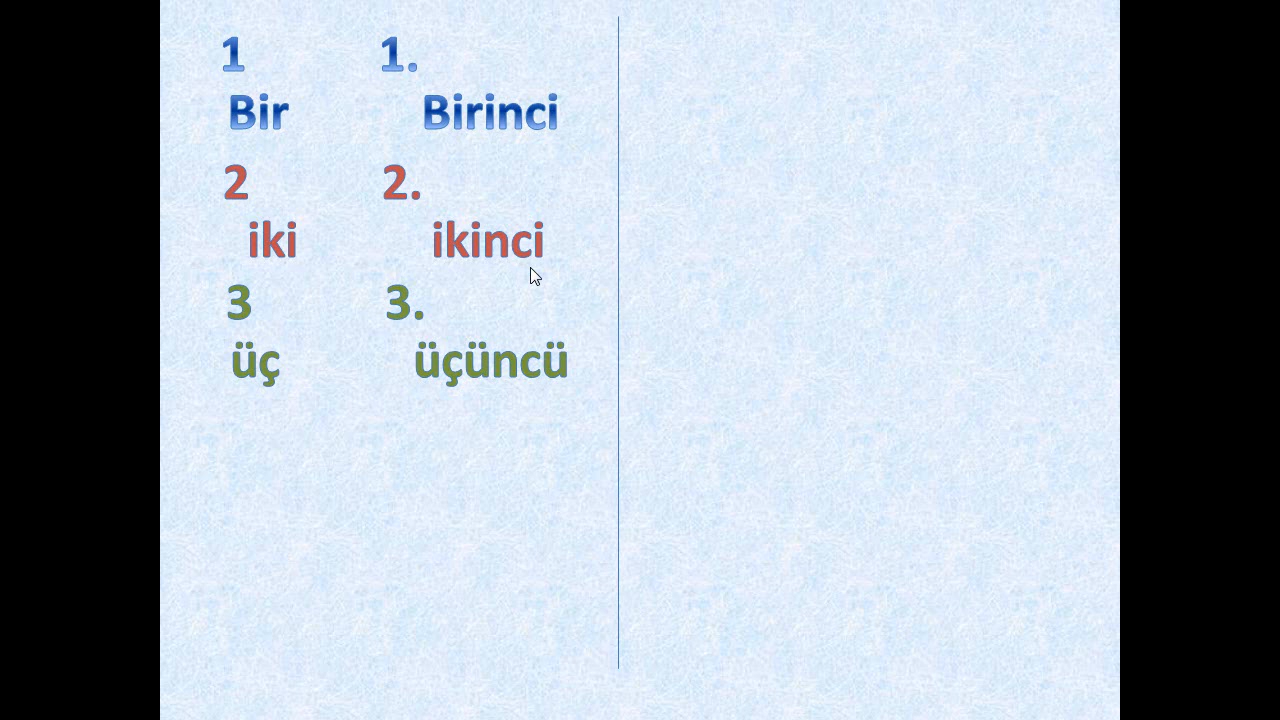 1 1.
Bir Birinci
2 2.
iki ikinci
3 3.
üç üçüncü